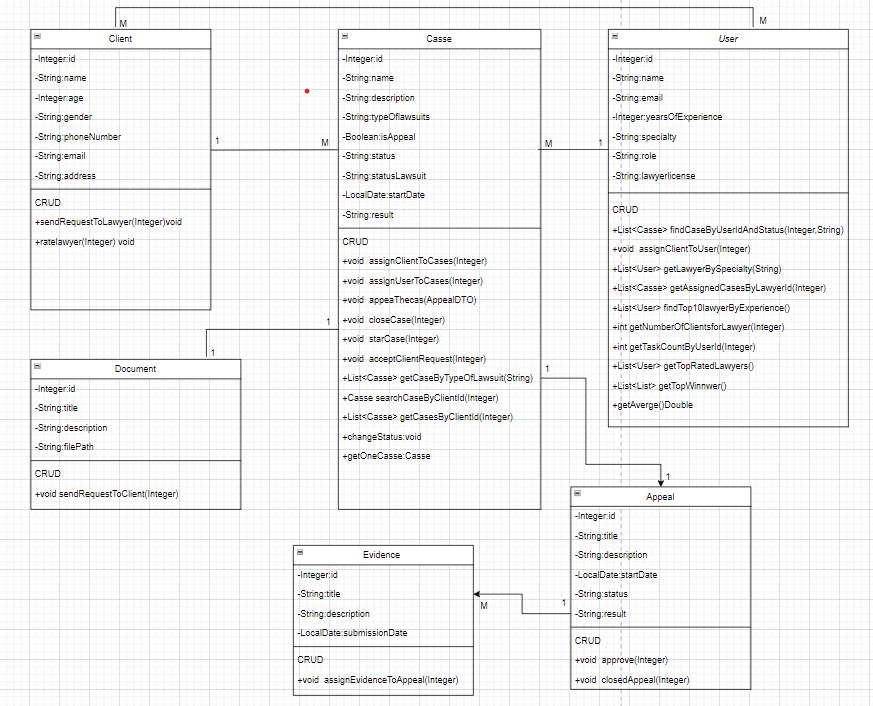 M
M
Client
-Integer:id
-String:name
-Integer:age
-String:gender
-String:phoneNumber
-String:email
-String:address
CRUD
+sendRequestToLawyer(Integer)void
+ratelawyer(Integer) void
1
M
Casse
-Integer:id
-String:name
-String:description
-String:typeOflawsuits
-Boolean:isAppeal
-String:status
-String:statusLawsuit
-LocalDate:startDate
-String:result
CRUD
+void assignClientToCases(Integer)
+void assignUserToCases(Integer)
+void appeaThecas(AppealDTO)
+void closeCase(Integer)
+void starCase(Integer)
+void acceptClientRequest(Integer)
+List<Casse> getCaseByTypeOfLawsuit(String)
+Casse searchCaseByClientId(Integer)
+List<Casse> getCasesByClientId(Integer)
+changeStatus:void
+getOneCasse:Casse
M
1
User
-Integer:id
-String:name
-String:email
-Integer:yearsOfExperience
-String:specialty
-String:role
-String:lawyerlicense
CRUD
+List<Casse> findCaseByUserIdAndStatus(Integer,String)
+void assignClientToUser(Integer)
+List<User> getLawyerBySpecialty(String)
+List<Casse> getAssignedCasesByLawyerId(Integer)
+List<User> findTop10lawyerByExperience()
+int getNumberOfClientsforLawyer(Integer)
+int getTaskCountByUserId(Integer)
+List<User> getTopRatedLawyers()
+List<List> getTopWinnwer()
+getAverge()Double
1
1
Document
-Integer:id
-String:title
-String:description
-String:filePath
CRUD
+void sendRequestToClient(Integer)
1
1
Appeal
-Integer:id
-String:title
-String:description
-LocalDate:startDate
-String:status
-String:result
CRUD
+void approve(Integer)
+void closedAppeal(Integer)
1
M
Evidence
-Integer:id
-String:title
-String:description
-LocalDate:submissionDate
CRUD
+void assignEvidenceToAppeal(Integer)